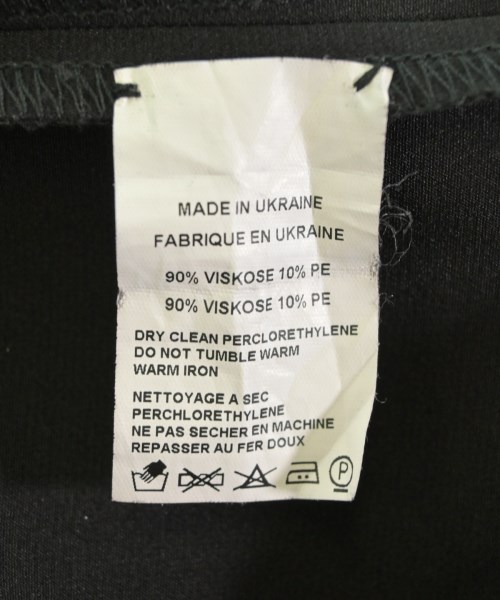 MADE IN UKRAINE
FABRIQUE EN UKRAINE
90% VISKOSE 10% PE
90% VISKOSE 10% PE
DRY CLEAN PERCLORETHYLENE
DO NOT TUMBLE WARM
WARM IRON
NETTOYAGE A SEC
PERCHLORETHYLENE
NE PAS SECHER EN MACHINE
REPASSER AU FER DOUX
P